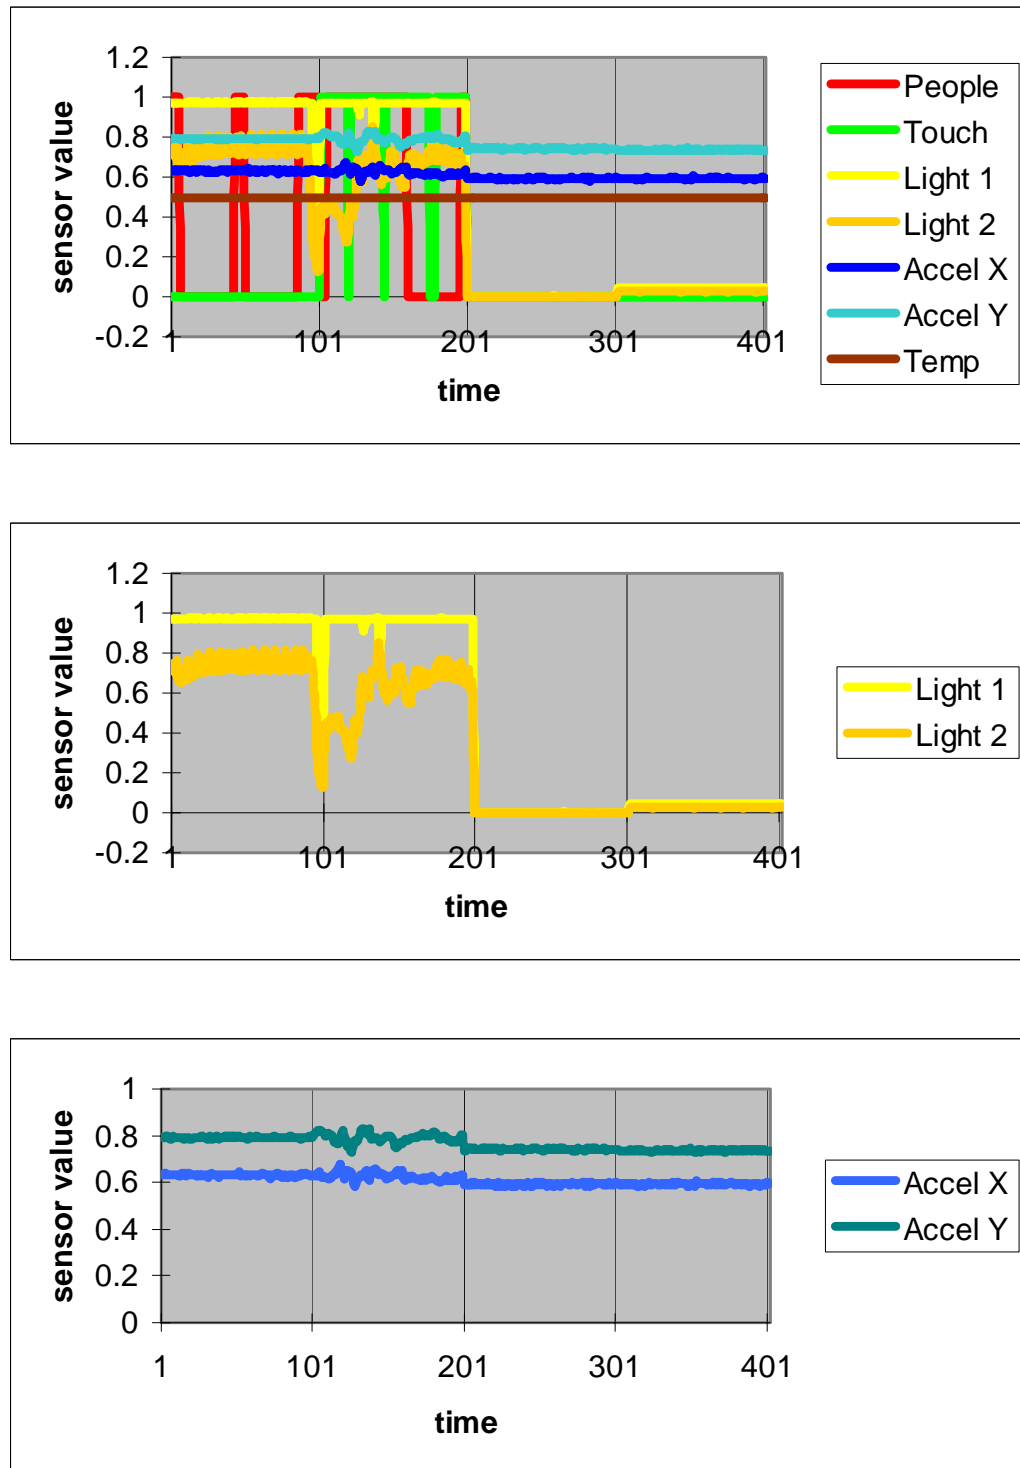 1.2
1
0.8
0.6
0.4
0.2
0
-0.2
sensor value
1 101 201 301 401
time
People
Touch
Light 1
Light 2
Accel X
Accel Y
Temp
1.2
1
0.8
0.6
0.4
0.2
0
-0.2
sensor value
1 101 201 301 401
time
Light 1
Light 2
1
0.8
0.6
0.4
0.2
0
sensor value
1 101 201 301 401
time
Accel X
Accel Y